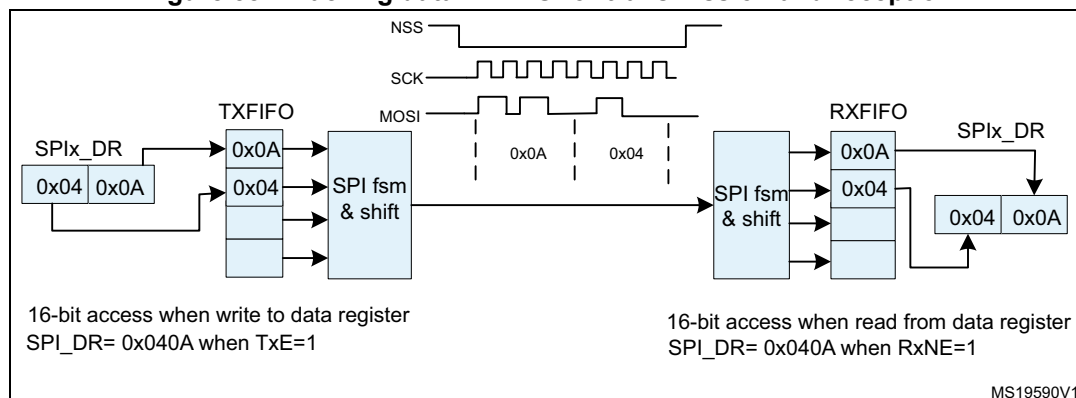 NSS
SCK
MOSI
TXFIFO
RXFIFO
SPIx_DR
SPIx_DR
0x04 0x0A
0x0A
0x04
SPI fsm
& shift
0x0A
0x04
SPI fsm
& shift
0x0A
0x04
0x04 0x0A
16-bit access when write to data register
SPI_DR= 0x040A when TxE=1
16-bit access when read from data register
SPI_DR= 0x040A when RxNE=1
MS19590V1